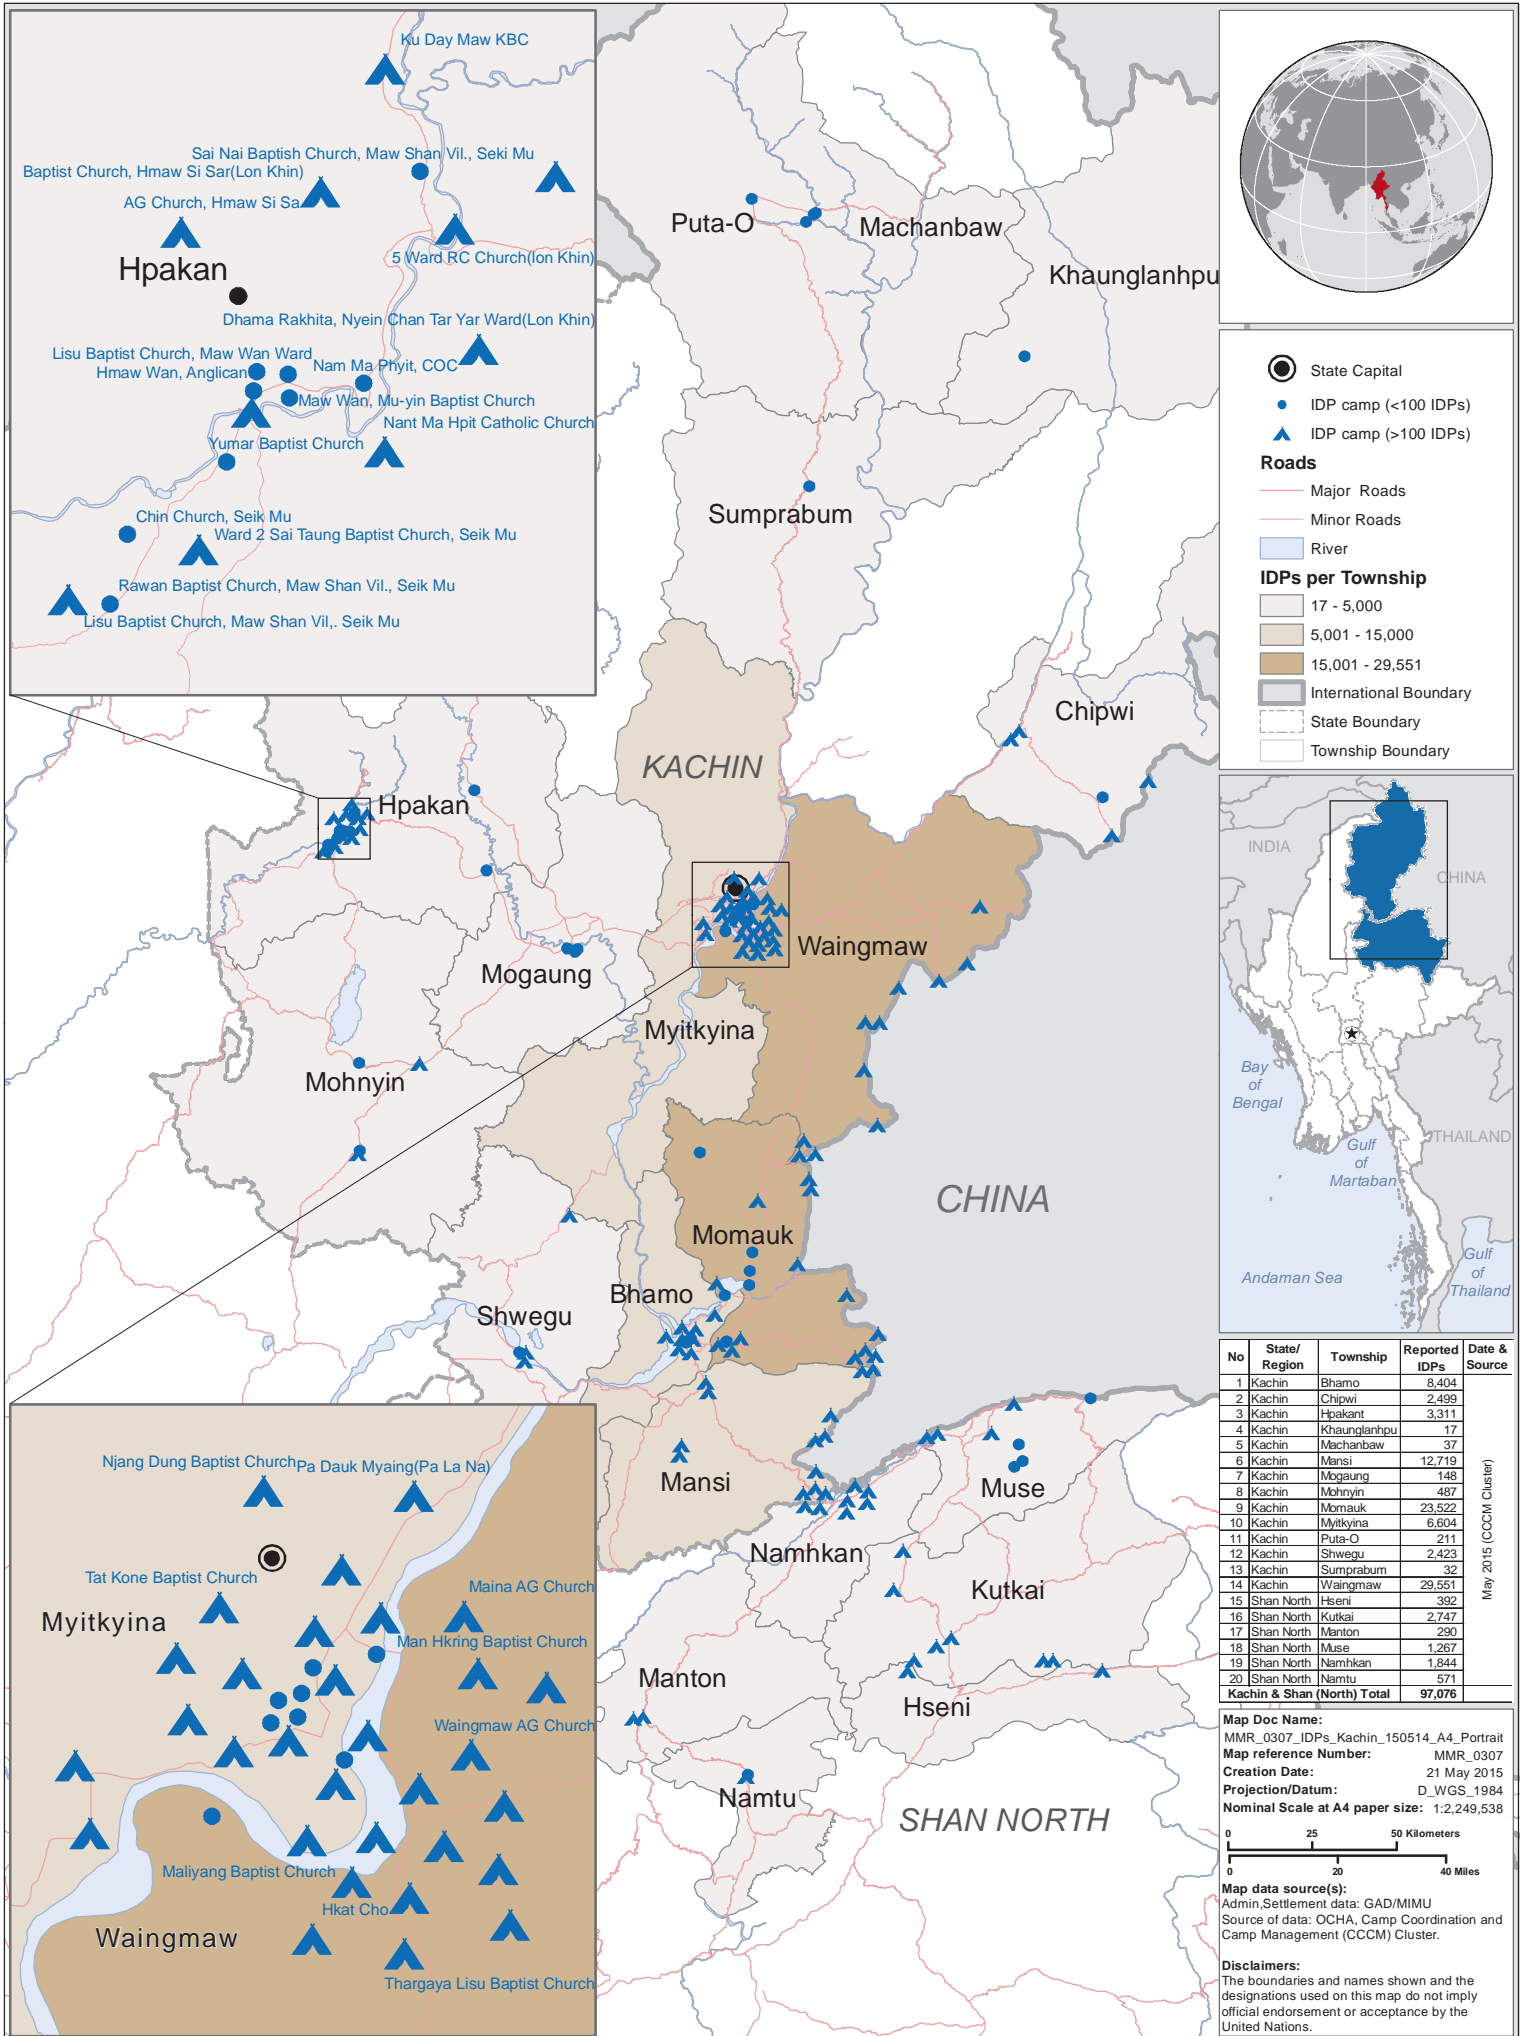 Ku Day Maw KBC
Sai Nai Baptish Church, Maw Shan Vil., Seki Mu
Baptist Church, Hmaw Si Sar(Lon Khin)
AG Church, Hmaw Si Sa
5 Ward RC Church(lon Khin)
Hpakan
Dhama Rakhita, Nyein Chan Tar Yar Ward(Lon Khin)
Lisu Baptist Church, Maw Wan Ward
Nam Ma Phyit, COC
Hmaw Wan, Anglican
Maw Wan, Mu-yin Baptist Church
Nant Ma Hpit Catholic Church
Yumar Baptist Church
Chin Church, Seik Mu
Ward 2 Sai Taung Baptist Church, Seik Mu
Rawan Baptist Church, Maw Shan Vil., Seik Mu
Lisu Baptist Church, Maw Shan Vil,. Seik Mu
Puta-O
Machanbaw
Khaunglanhpu
Sumprabum
Chipwi
KACHIN
Hpakan
Waingmaw
Mogaung
Myitkyina
Mohnyin
CHINA
Momauk
Bhamo
Shwegu
Mansi
Muse
Namhkan
Kutkai
Manton
Hseni
Namtu
SHAN NORTH
Njang Dung Baptist Church
Pa Dauk Myaing(Pa La Na)
Tat Kone Baptist Church
Maina AG Church
Myitkyina
Man Hkring Baptist Church
Waingmaw AG Church
Maliyang Baptist Church
Hkat Cho
Waingmaw
Thargaya Lisu Baptist Church
State Capital
IDP camp (<100 IDPs)
IDP camp (>100 IDPs)
Roads
Major Roads
Minor Roads
River
IDPs per Township
17 - 5,000
5,001 - 15,000
15,001 - 29,551
International Boundary
State Boundary
Township Boundary
INDIA
CHINA
Bay
of
Bengal
THAILAND
Gulf
of
Martaban
Andaman Sea
Gulf
of
Thailand
No State/ Region Township Reported IDPs Date & Source
1 Kachin Bhamo 8,404
2 Kachin Chipwi 2,499
3 Kachin Hpakant 3,311
4 Kachin Khaunglanhpu 17
5 Kachin Machanbaw 37
6 Kachin Mansi 12,719
7 Kachin Mogaung 148
8 Kachin Mohnyin 487
9 Kachin Momauk 23,522
10 Kachin Myitkyina 6,604
11 Kachin Puta-O 211
12 Kachin Shwegu 2,423
13 Kachin Sumprabum 32
14 Kachin Waingmaw 29,551
15 Shan North Hseni 392
16 Shan North Kutkai 2,747
17 Shan North Manton 290
18 Shan North Muse 1,267
19 Shan North Namhkan 1,844
20 Shan North Namtu 571
Kachin & Shan (North) Total 97,076
May 2015 (CCCM Cluster)
Map Doc Name:
MMR_0307_IDPs_Kachin_150514_A4_Portrait
Map reference Number: MMR_0307
Creation Date: 21 May 2015
Projection/Datum: D_WGS_1984
Nominal Scale at A4 paper size: 1:2,249,538
0 25 50 Kilometers
0 20 40 Miles
Map data source(s):
Admin,Settlement data: GAD/MIMU
Source of data: OCHA, Camp Coordination and
Camp Management (CCCM) Cluster.
Disclaimers:
The boundaries and names shown and the
designations used on this map do not imply
official endorsement or acceptance by the
United Nations.